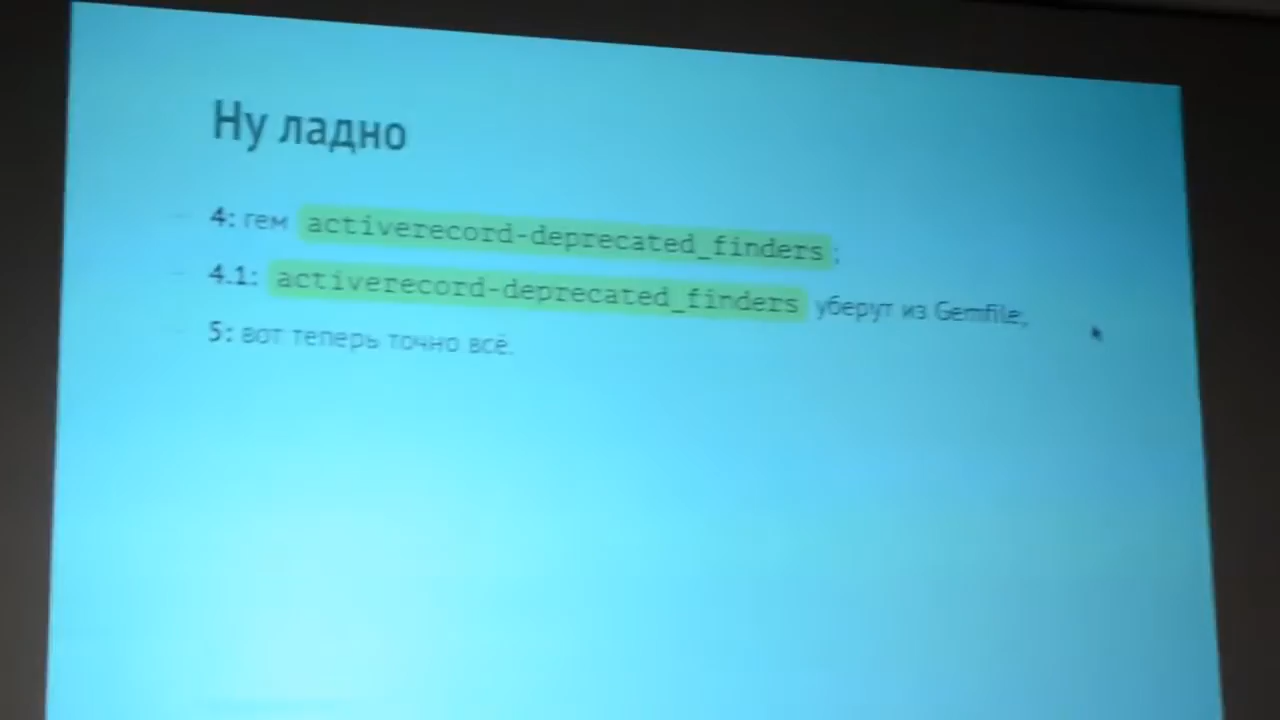 Ну ладно
4: гем activerecord-deprecated_finders;
4.1: activerecord-deprecated_finders уберут из Gemfile;
5: вот теперь точно всё.